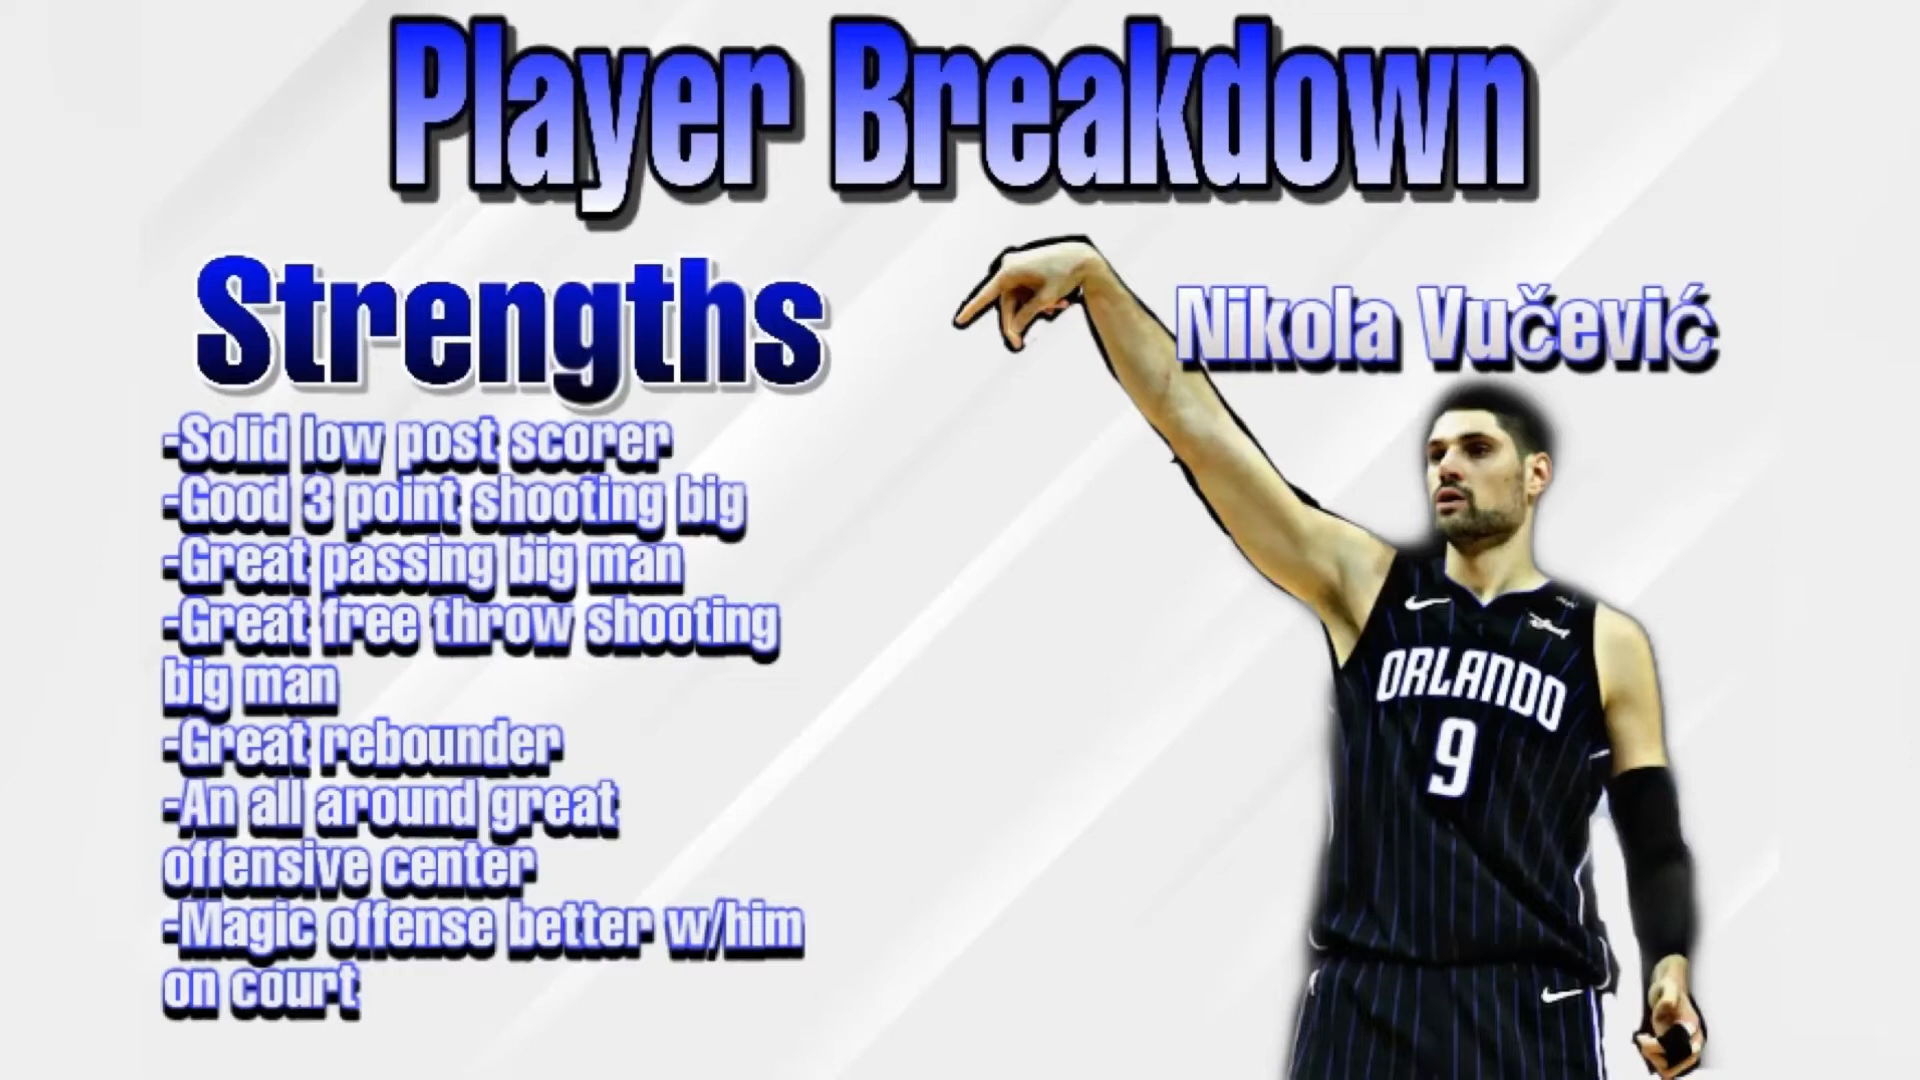 Player Breakdown
Strengths
Nikola Vučević
-Solid low post scorer
-Good 3 point shooting big
-Great passing big man
-Great free throw shooting
big man
-Great rebounder
-An all around great
offensive center
-Magic offense better w/him
on court
ORLANDO
9